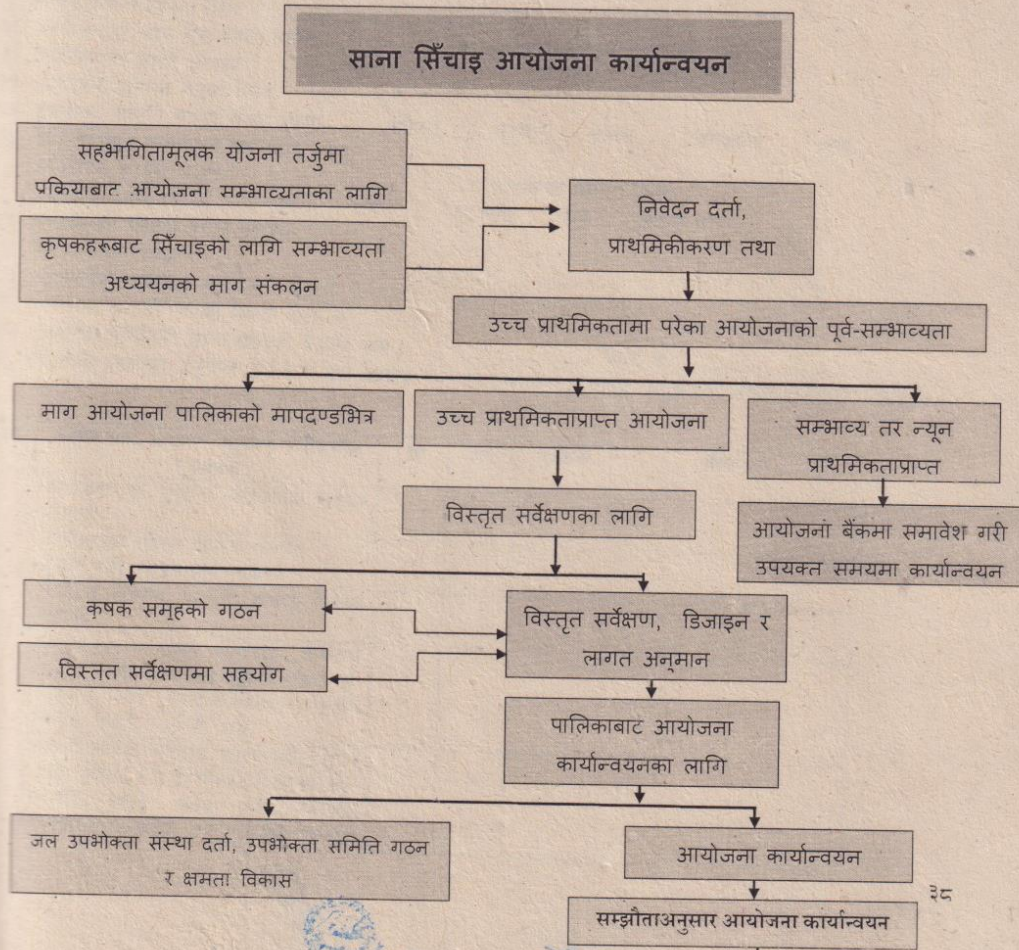 साना सिँचाइ आयोजना कार्यान्वयन
सहभागितामूलक योजना तर्जुमा
प्रकियाबाट आयोजना सम्भाव्यताका लागि
कृषकहरूबाट सिँचाइको लागि सम्भाव्यता
अध्ययनको माग संकलन
निवेदन दर्ता,
प्राथमिकीकरण तथा
उच्च प्राथमिकतामा परेका आयोजनाको पूर्व-सम्भाव्यता
माग आयोजना पालिकाको मापदण्डभित्र
उच्च प्राथमिकताप्राप्त आयोजना
सम्भाव्य तर न्यून
प्राथमिकताप्राप्त
विस्तृत सर्वेक्षणका लागि
आयोजना बैंकमा समावेश गरी
उपयक्त समयमा कार्यान्वयन
कृषक समूहको गठन
विस्तत सर्वेक्षणमा सहयोग
विस्तृत सर्वेक्षण, डिजाइन र
लागत अनुमान
पालिकाबाट आयोजना
कार्यान्वयनका लागि
जल उपभोक्ता संस्था दर्ता, उपभोक्ता समिति गठन
र क्षमता विकास
आयोजना कार्यान्वयन
सम्झौताअनुसार आयोजना कार्यान्वयन
३८